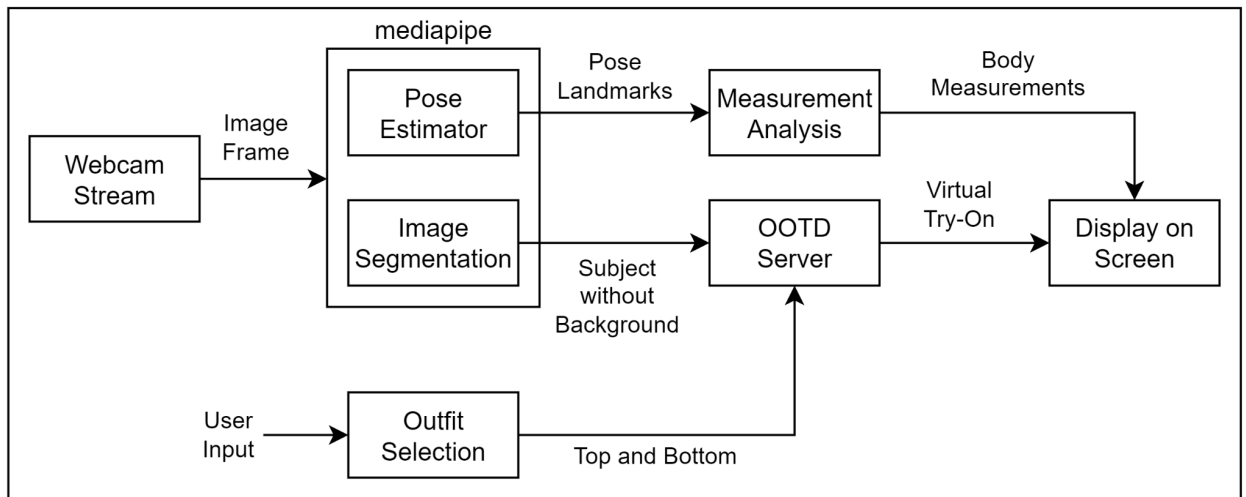 mediapipe
Webcam
Stream
Image
Frame
Pose
Estimator
Pose
Landmarks
Measurement
Analysis
Body
Measurements
Image
Segmentation
Subject
without
Background
OOTD
Server
Virtual
Try-On
Display on
Screen
User
Input
Outfit
Selection
Top and Bottom